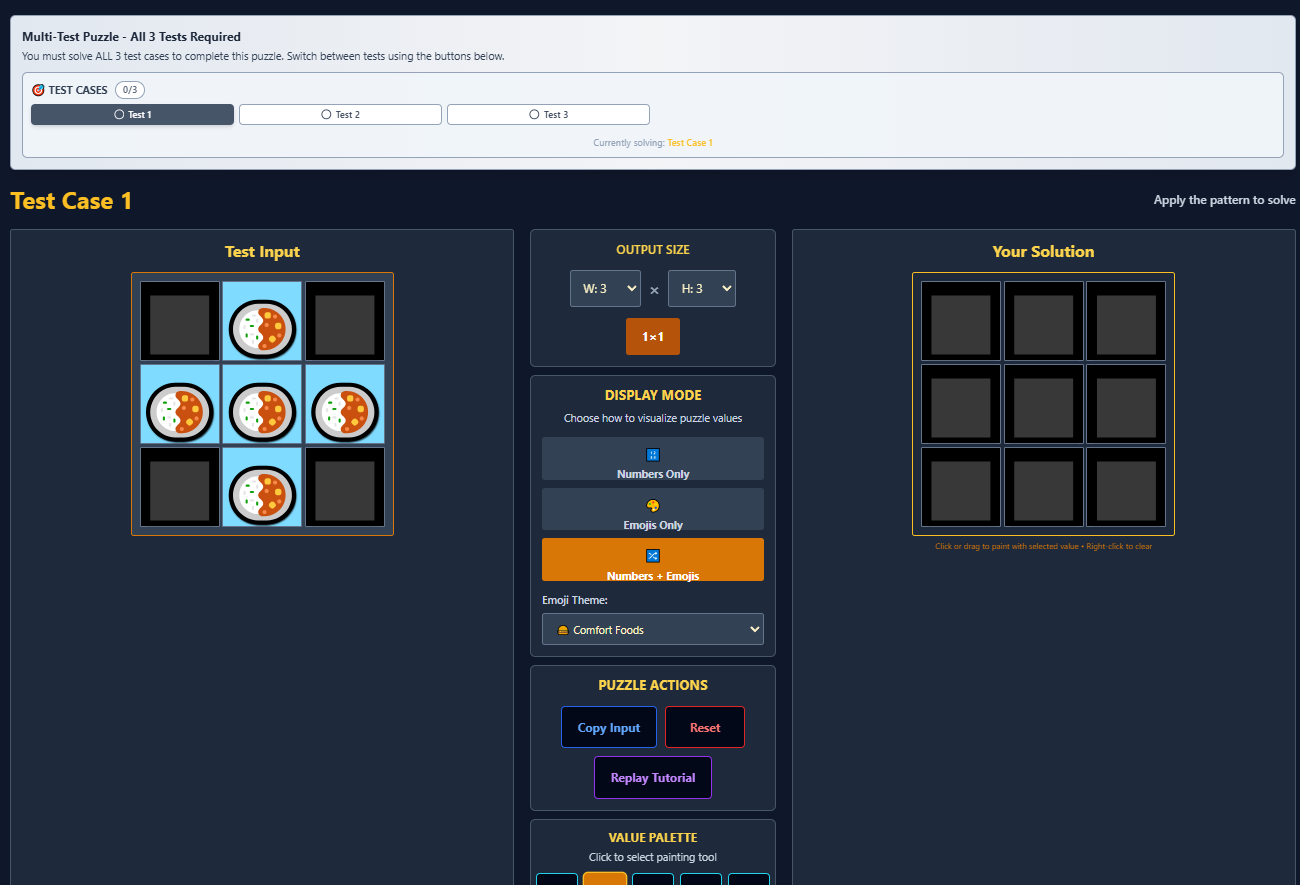 Multi-Test Puzzle - All 3 Tests Required
You must solve ALL 3 test cases to complete this puzzle. Switch between tests using the buttons below.
TEST CASES 0/3
Test 1 Test 2 Test 3
Currently solving: Test Case 1
Test Case 1
Apply the pattern to solve
Test Input
OUTPUT SIZE
W: 3 × H: 3
1×1
DISPLAY MODE
Choose how to visualize puzzle values
Numbers Only
Emojis Only
Numbers + Emojis
Emoji Theme:
Comfort Foods
PUZZLE ACTIONS
Copy Input Reset
Replay Tutorial
VALUE PALETTE
Click to select painting tool
Your Solution
Click or drag to paint with selected value • Right-click to clear